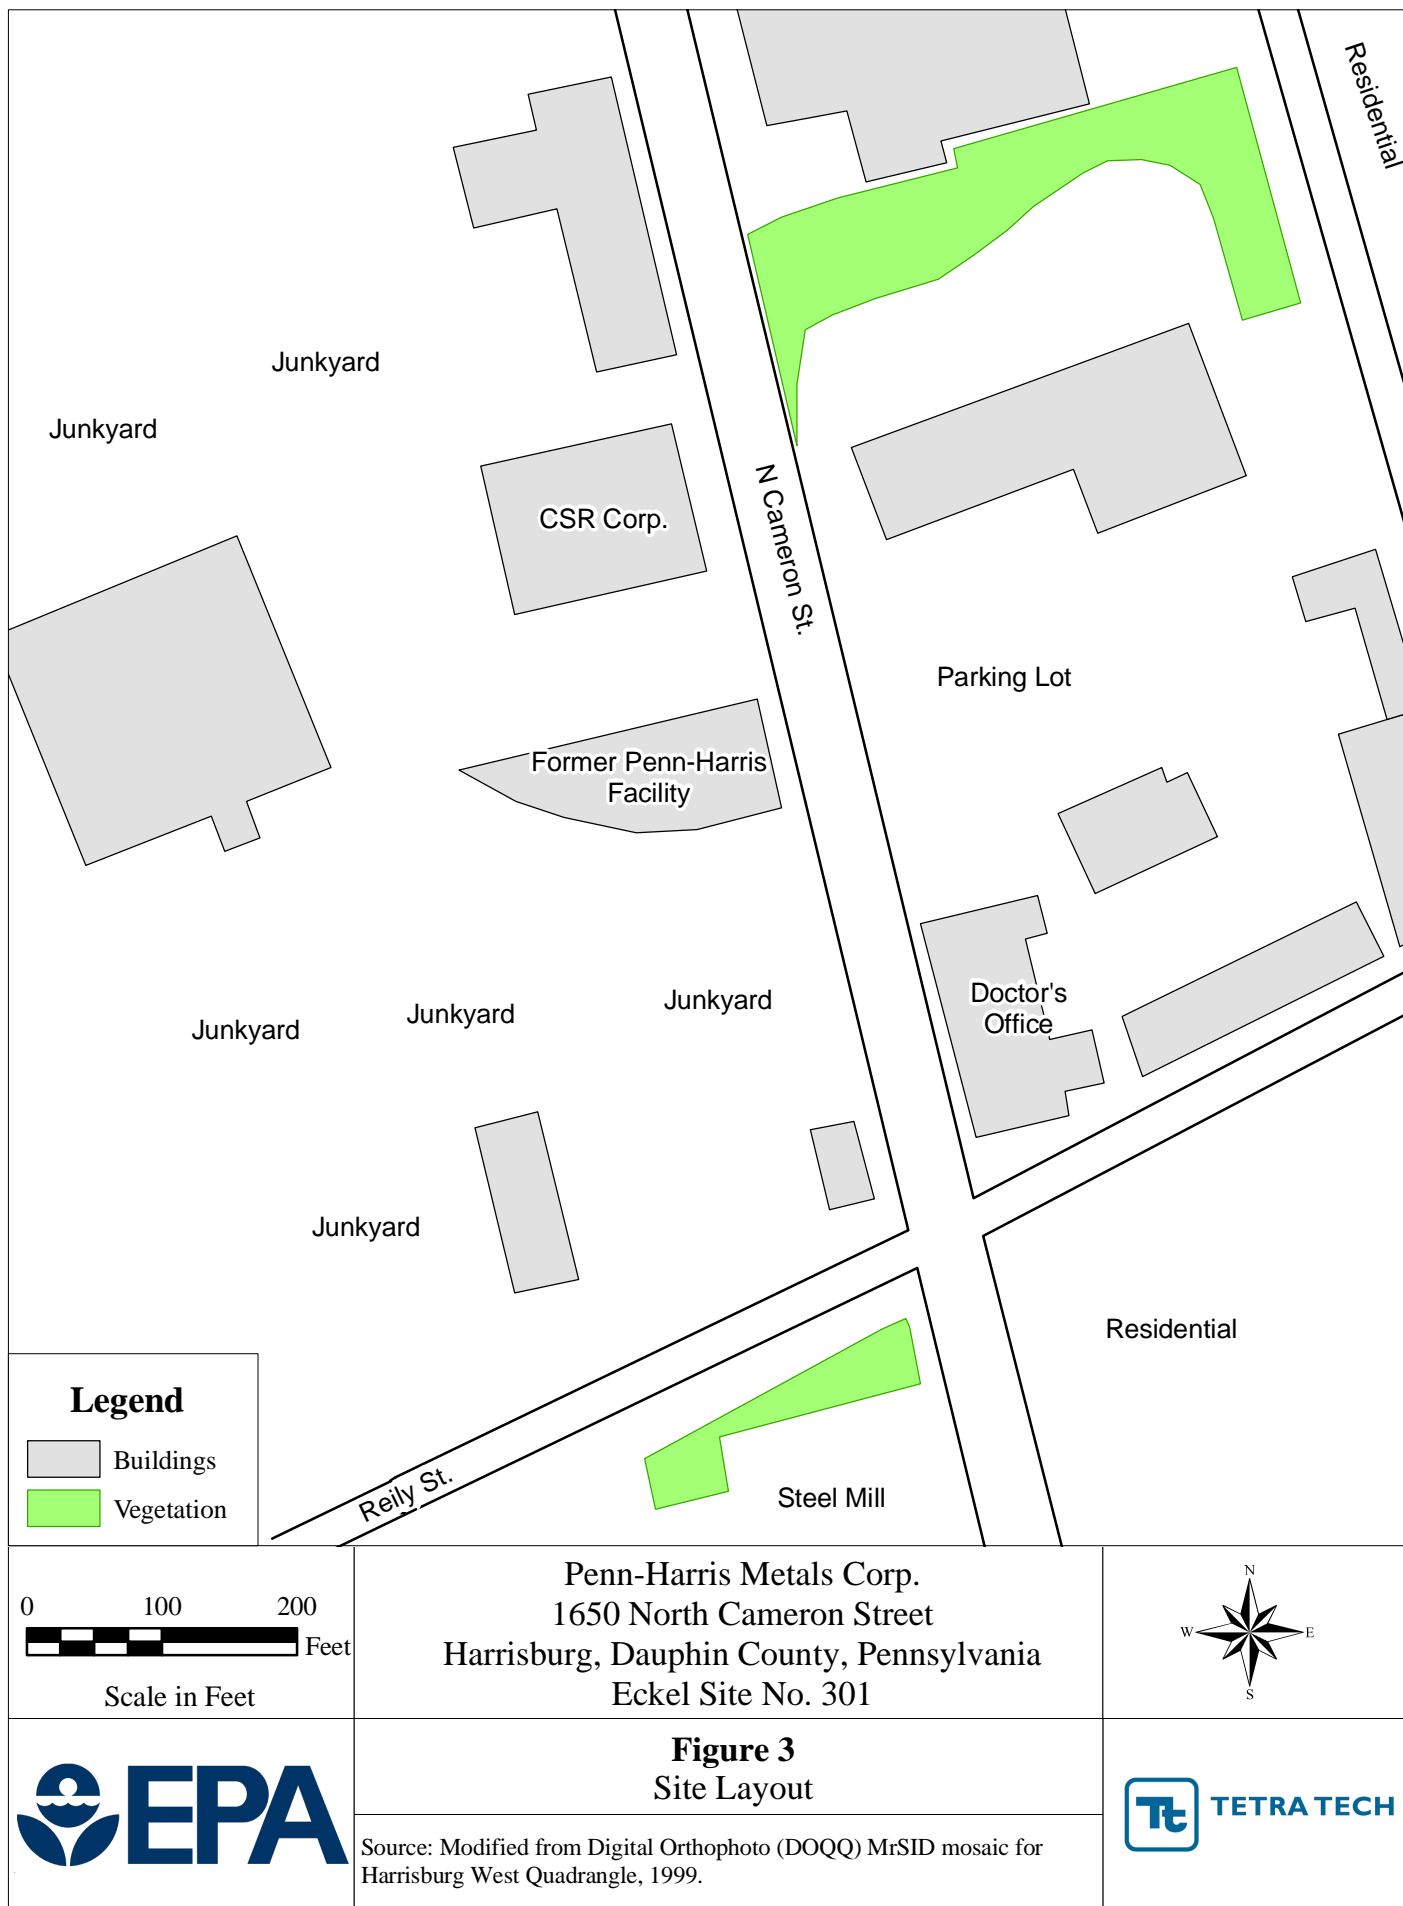 Residential
Junkyard
Junkyard
N Cameron St.
CSR Corp.
Parking Lot
Former Penn-Harris
Facility
Doctor's
Office
Junkyard
Junkyard
Junkyard
Junkyard
Residential
Reily St.
Steel Mill
Legend
Buildings
Vegetation
0 100 200
Feet
Scale in Feet
Penn-Harris Metals Corp.
1650 North Cameron Street
Harrisburg, Dauphin County, Pennsylvania
Eckel Site No. 301
N
W E
S
EPA
Figure 3
Site Layout
Source: Modified from Digital Orthophoto (DOQQ) MrSID mosaic for
Harrisburg West Quadrangle, 1999.
Tt TETRA TECH